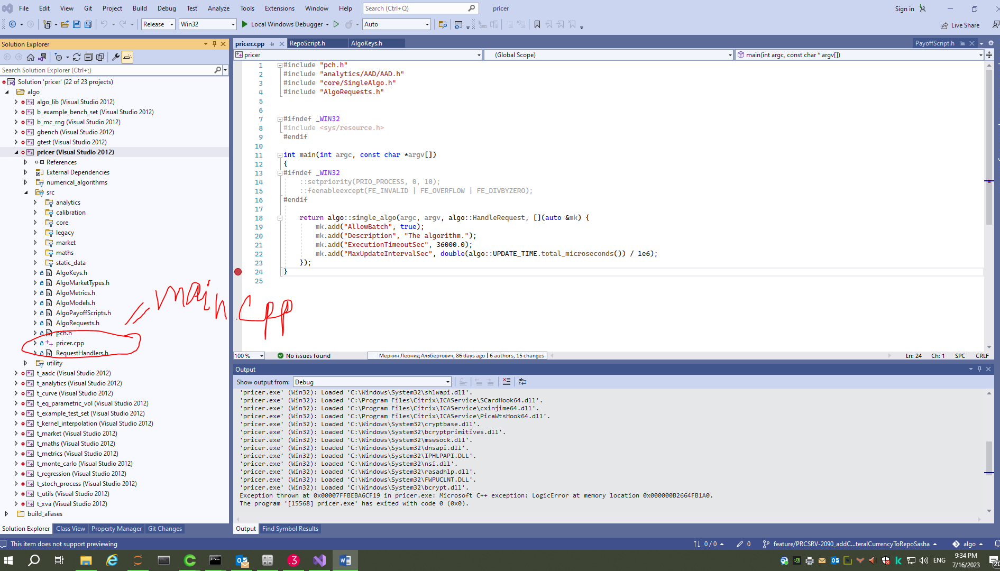 File Edit View Git Project Build Debug Test Analyze Tools Extensions Window Help Search (Ctrl+Q) pricer Sign in
Release Win32 Local Windows Debugger Auto Live Share
Solution Explorer
Search Solution Explorer (Ctrl+;)
Solution 'pricer' (22 of 23 projects)
algo
algo_lib (Visual Studio 2012)
b_example_bench_set (Visual Studio 2012)
b_mc_rng (Visual Studio 2012)
gbench (Visual Studio 2012)
gtest (Visual Studio 2012)
pricer (Visual Studio 2012)
References
External Dependencies
numerical_algorithms
src
analytics
calibration
core
legacy
market
maths
static_data
AlgoKeys.h
AlgoMarketTypes.h
AlgoMetrics.h
AlgoModels.h
AlgoPayoffScripts.h
AlgoRequests.h
pch.h
pricer.cpp
RequestHandlers.h
utility
t_aadc (Visual Studio 2012)
t_analytics (Visual Studio 2012)
t_curve (Visual Studio 2012)
t_eq_parametric_vol (Visual Studio 2012)
t_example_test_set (Visual Studio 2012)
t_kernel_interpolation (Visual Studio 2012)
t_market (Visual Studio 2012)
t_maths (Visual Studio 2012)
t_metrics (Visual Studio 2012)
t_monte_carlo (Visual Studio 2012)
t_regression (Visual Studio 2012)
t_stoch_process (Visual Studio 2012)
t_utils (Visual Studio 2012)
t_xva (Visual Studio 2012)
build_aliases
Solution Explorer Class View Property Manager Git Changes
= main.cpp
pricer.cpp RepoScript.h AlgoKeys.h PayoffScript.h
pricer (Global Scope) main(int argc, const char * argv[])
1 #include "pch.h"
2 #include "analytics/AAD/AAD.h"
3 #include "core/SingleAlgo.h"
4 #include "AlgoRequests.h"
5
6
7 #ifndef _WIN32
8 #include <sys/resource.h>
9 #endif
10
11 int main(int argc, const char *argv[])
12 {
13 #ifndef _WIN32
14 ::setpriority(PRIO_PROCESS, 0, 10);
15 ::feenableexcept(FE_INVALID | FE_OVERFLOW | FE_DIVBYZERO);
16 #endif
17
18 return algo::single_algo(argc, argv, algo::HandleRequest, [](auto &mk) {
19 mk.add("AllowBatch", true);
20 mk.add("Description", "The algorithm.");
21 mk.add("ExecutionTimeoutSec", 36000.0);
22 mk.add("MaxUpdateIntervalSec", double(algo::UPDATE_TIME.total_microseconds()) / 1e6);
23 });
24 }
25
100 % No issues found Меркин Леонид Альбертович, 86 days ago | 6 authors, 15 changes Ln: 24 Ch: 1 SPC CRLF
Output
Show output from: Debug
'pricer.exe' (Win32): Loaded 'C:\Windows\System32\shlwapi.dll'.
'pricer.exe' (Win32): Loaded 'C:\Program Files\Citrix\ICAService\SCardHook64.dll'.
'pricer.exe' (Win32): Loaded 'C:\Program Files\Citrix\ICAService\cxinjime64.dll'.
'pricer.exe' (Win32): Loaded 'C:\Program Files\Citrix\ICAService\PicaWtsHook64.dll'.
'pricer.exe' (Win32): Loaded 'C:\Windows\System32\cryptbase.dll'.
'pricer.exe' (Win32): Loaded 'C:\Windows\System32\bcryptprimitives.dll'.
'pricer.exe' (Win32): Loaded 'C:\Windows\System32\mswsock.dll'.
'pricer.exe' (Win32): Loaded 'C:\Windows\System32\dnsapi.dll'.
'pricer.exe' (Win32): Loaded 'C:\Windows\System32\IPHLPAPI.DLL'.
'pricer.exe' (Win32): Loaded 'C:\Windows\System32\nsi.dll'.
'pricer.exe' (Win32): Loaded 'C:\Windows\System32\rasadhlp.dll'.
'pricer.exe' (Win32): Loaded 'C:\Windows\System32\FWPUCLNT.DLL'.
'pricer.exe' (Win32): Loaded 'C:\Windows\System32\bcrypt.dll'.
Exception thrown at 0x00007FFBEBA6CF19 in pricer.exe: Microsoft C++ exception: LogicError at memory location 0x000000B2664FB1A0.
The program '[15568] pricer.exe' has exited with code 0 (0x0).
Output Find Symbol Results
This item does not support previewing 0 / 0 0 feature/PRCSRV-2090_addC...teralCurrencyToRepoSasha algo
ENG 9:34 PM
7/16/2023